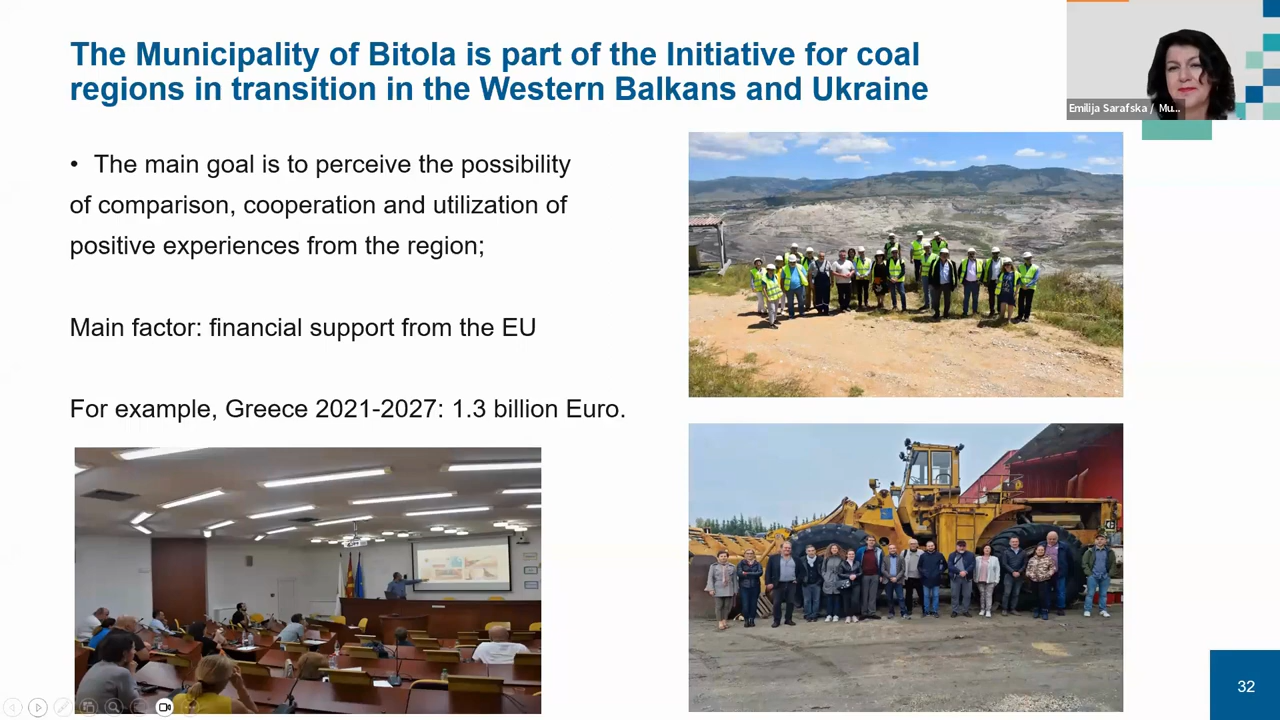 The Municipality of Bitola is part of the Initiative for coal
regions in transition in the Western Balkans and Ukraine
Emilija Sarafska / Mu...
• The main goal is to perceive the possibility
of comparison, cooperation and utilization of
positive experiences from the region;
Main factor: financial support from the EU
For example, Greece 2021-2027: 1.3 billion Euro.
32